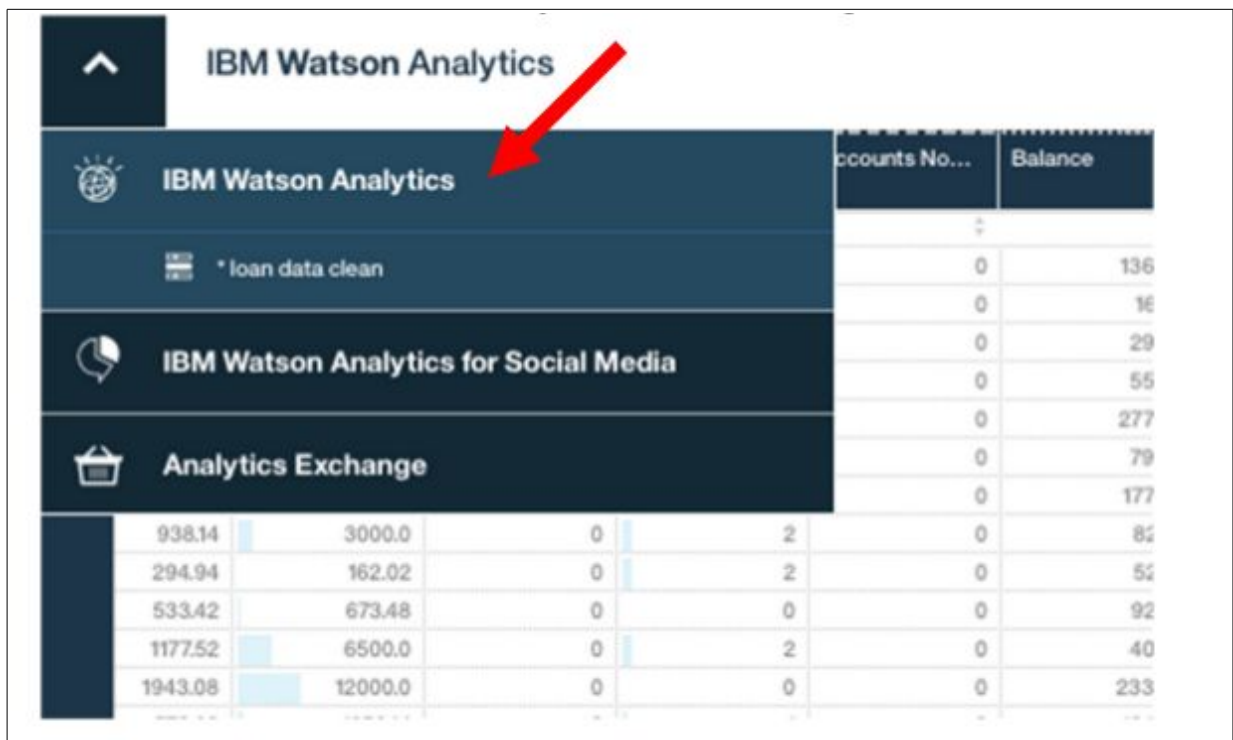 IBM Watson Analytics
IBM Watson Analytics
* loan data clean
IBM Watson Analytics for Social Media
Analytics Exchange
ccounts No... Balance
0 136
0 16
0 29
0 55
0 277
0 79
0 177
938.14 3000.0 0 2 0 82
294.94 162.02 0 2 0 52
533.42 673.48 0 0 0 92
1177.52 6500.0 0 2 0 40
1943.08 12000.0 0 0 0 233